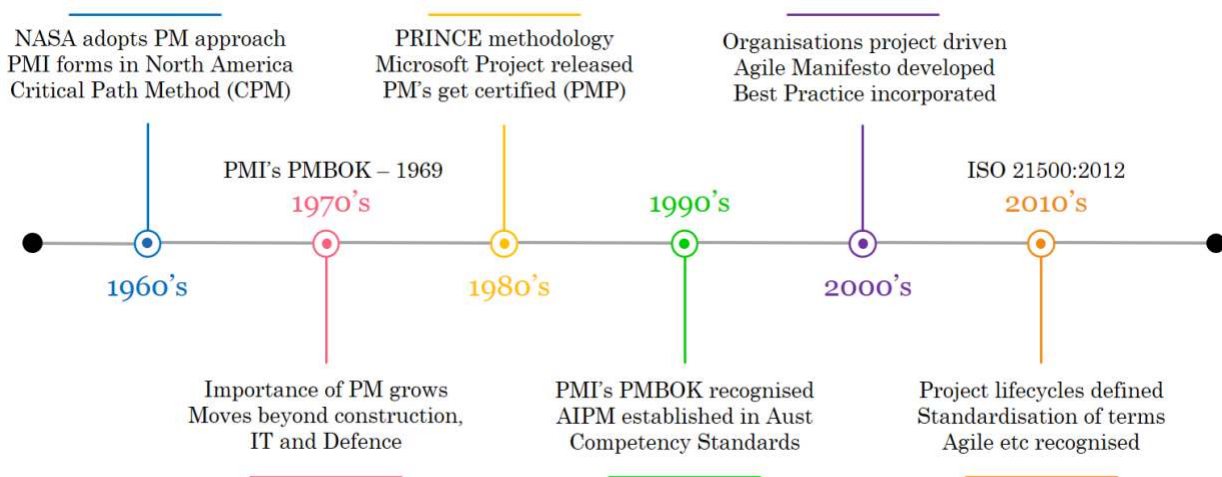 NASA adopts PM approach
PMI forms in North America
Critical Path Method (CPM)
PRINCE methodology
Microsoft Project released
PM's get certified (PMP)
Organisations project driven
Agile Manifesto developed
Best Practice incorporated
PMI's PMBOK – 1969
1970's
1990's
ISO 21500:2012
2010's
1960's
1980's
2000's
Importance of PM grows
Moves beyond construction,
IT and Defence
PMI's PMBOK recognised
AIPM established in Aust
Competency Standards
Project lifecycles defined
Standardisation of terms
Agile etc recognised